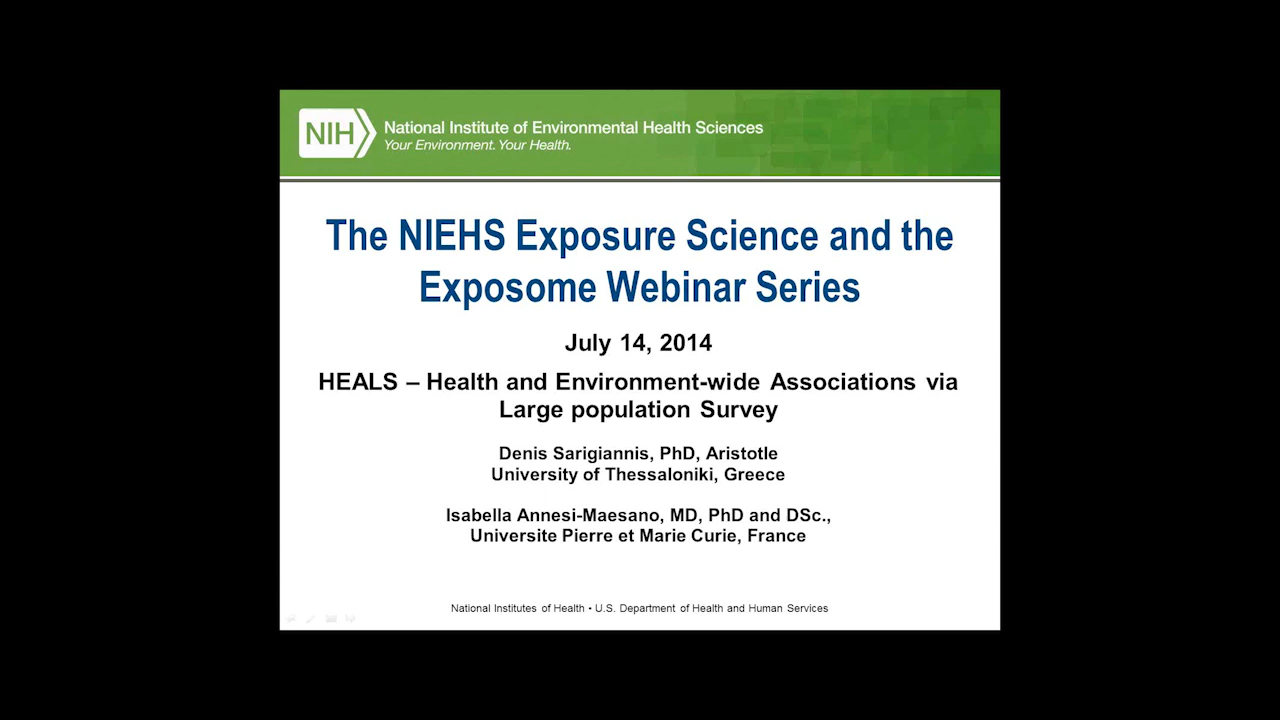 NIH
National Institute of Environmental Health Sciences
Your Environment. Your Health.
The NIEHS Exposure Science and the
Exposome Webinar Series
July 14, 2014
HEALS – Health and Environment-wide Associations via
Large population Survey
Denis Sarigiannis, PhD, Aristotle
University of Thessaloniki, Greece
Isabella Annesi-Maesano, MD, PhD and DSc.,
Universite Pierre et Marie Curie, France
National Institutes of Health • U.S. Department of Health and Human Services